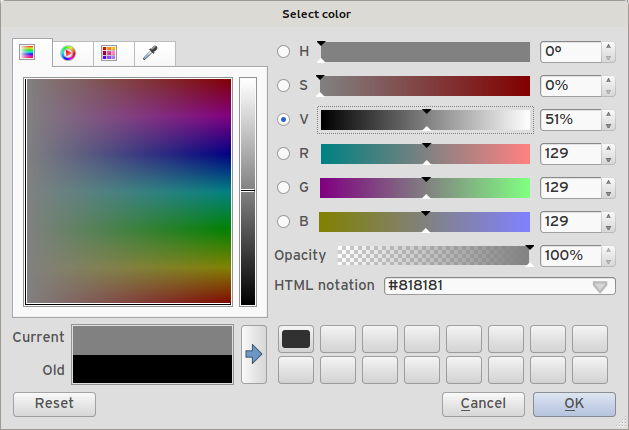 Select color
H 0°
S 0%
V 51%
R 129
G 129
B 129
Opacity 100%
HTML notation #818181
Current
Old
Reset
Cancel
OK